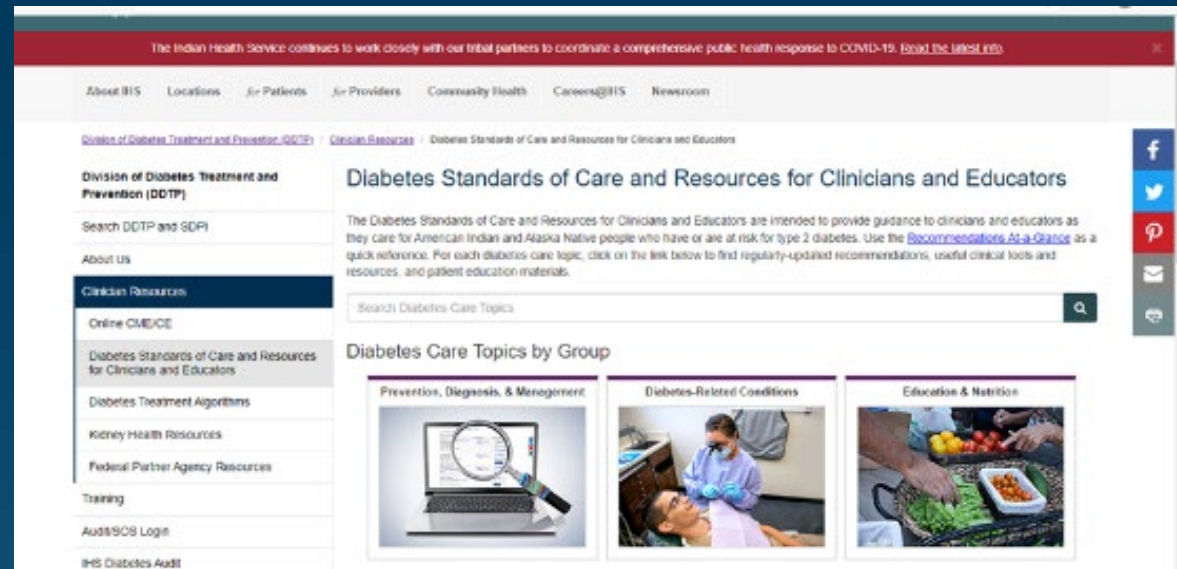 The Indian Health Service continues to work closely with our tribal partners to coordinate a comprehensive public health response to COVID-19. Read the latest info.
About IHS Locations for Patients for Providers Community Health Careers@IHS Newsroom
Division of Diabetes Treatment and Prevention (DDTP) / Clinician Resources / Diabetes Standards of Care and Resources for Clinicians and Educators
Division of Diabetes Treatment and
Prevention (DDTP)
Search DDTP and SDPI
About Us
Clinician Resources
Online CME/CE
Diabetes Standards of Care and Resources
for Clinicians and Educators
Diabetes Treatment Algorithms
Kidney Health Resources
Federal Partner Agency Resources
Training
Audit/SOS Login
IHS Diabetes Audit
Diabetes Standards of Care and Resources for Clinicians and Educators
The Diabetes Standards of Care and Resources for Clinicians and Educators are intended to provide guidance to clinicians and educators as
they care for American Indian and Alaska Native people who have or are at risk for type 2 diabetes. Use the Recommendations At-a-Glance as a
quick reference. For each diabetes care topic, click on the link below to find regularly-updated recommendations, useful clinical tools and
resources, and patient education materials.
Search Diabetes Care Topics
Diabetes Care Topics by Group
Prevention, Diagnosis, & Management
Diabetes-Related Conditions
Education & Nutrition